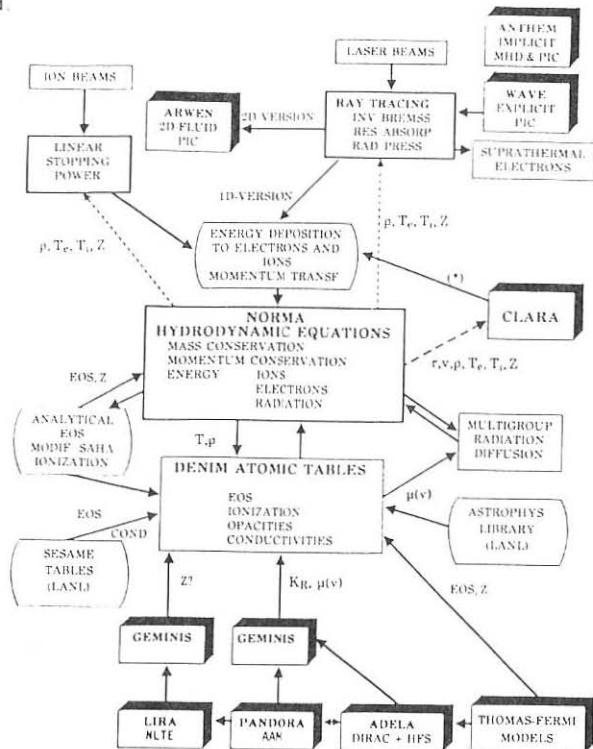 LASER BEAMS
ANTHEM
IMPLICIT
MHD & PIC
ION BEAMS
ARWEN
2D FLUID
PIC
2D VERSION
RAY TRACING
INV BREMSS
RES ABSORP
RAD PRESS
WAVE
EXPLICIT
PIC
LINEAR
STOPPING
POWER
SUPRATHERMAL
ELECTRONS
1D-VERSION
ρ, Te, Ti, Z
ENERGY DEPOSITION
TO ELECTRONS AND
IONS
MOMENTUM TRANSF
ρ, Te, Ti, Z
(*)
CLARA
NORMA
HYDRODYNAMIC EQUATIONS
MASS CONSERVATION
MOMENTUM CONSERVATION
ENERGY IONS
ELECTRONS
RADIATION
r,v,ρ, Te, Ti, Z
EOS, Z
ANALYTICAL
EOS
MODIF SAHA
IONIZATION
T,ρ
MULTIGROUP
RADIATION
DIFFUSION
DENIM ATOMIC TABLES
EOS
IONIZATION
OPACITIES
CONDUCTIVITIES
μ(ν)
EOS
COND
SESAME
TABLES
(LANL)
ASTROPHYS
LIBRARY
(LANL)
Z?
KR, μ(ν)
EOS, Z
GEMINIS
GEMINIS
LIRA
NLTE
PANDORA
AAM
ADELA
DIRAC + HFS
THOMAS-FERMI
MODELS